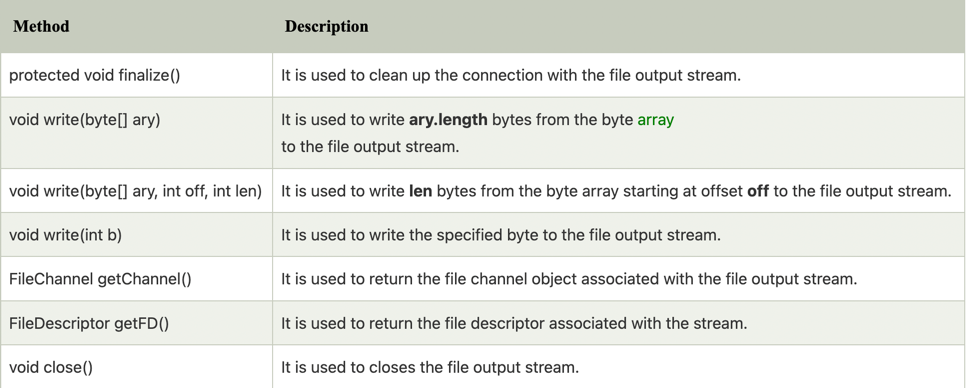 Method Description
protected void finalize() It is used to clean up the connection with the file output stream.
void write(byte[] ary) It is used to write ary.length bytes from the byte array
to the file output stream.
void write(byte[] ary, int off, int len) It is used to write len bytes from the byte array starting at offset off to the file output stream.
void write(int b) It is used to write the specified byte to the file output stream.
FileChannel getChannel() It is used to return the file channel object associated with the file output stream.
FileDescriptor getFD() It is used to return the file descriptor associated with the stream.
void close() It is used to closes the file output stream.